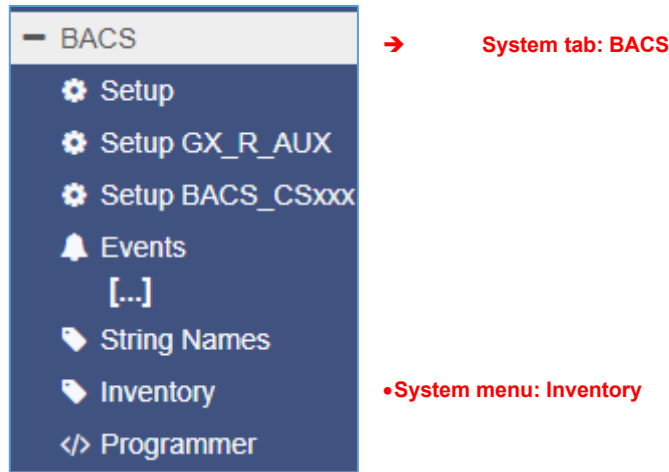 BACS ➔ System tab: BACS
Setup
Setup GX_R_AUX
Setup BACS_CSxxx
Events
[...]
String Names
Inventory •System menu: Inventory
</> Programmer